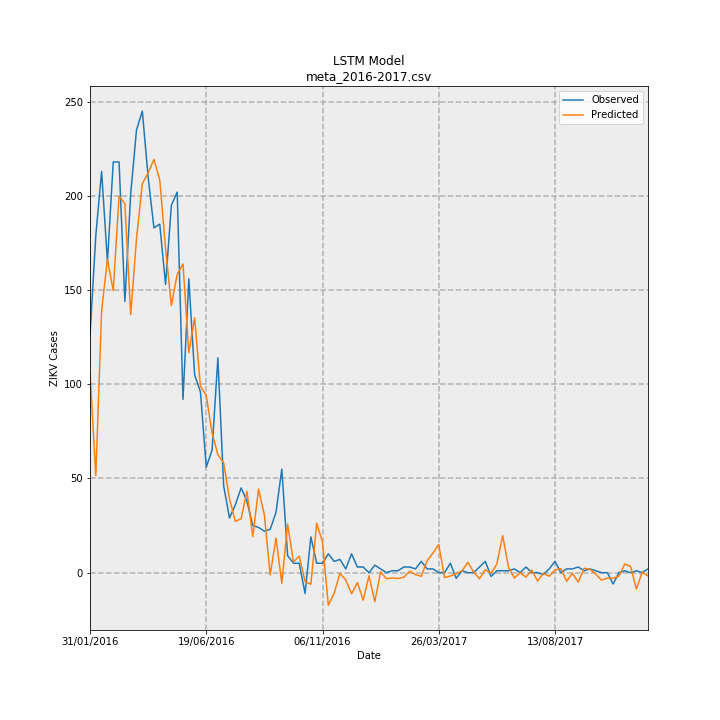 LSTM Model
meta_2016-2017.csv
Observed
Predicted
250
200
150
100
50
0
ZIKV Cases
31/01/2016
19/06/2016
06/11/2016
26/03/2017
13/08/2017
Date